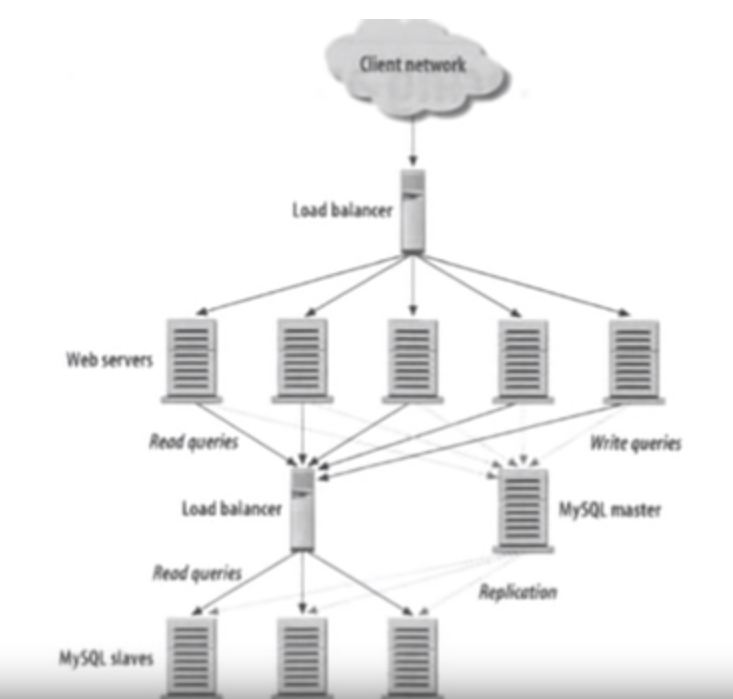 Client network
Load balancer
Web servers
Read queries
Write queries
Load balancer
MySQL master
Read queries
Replication
MySQL slaves